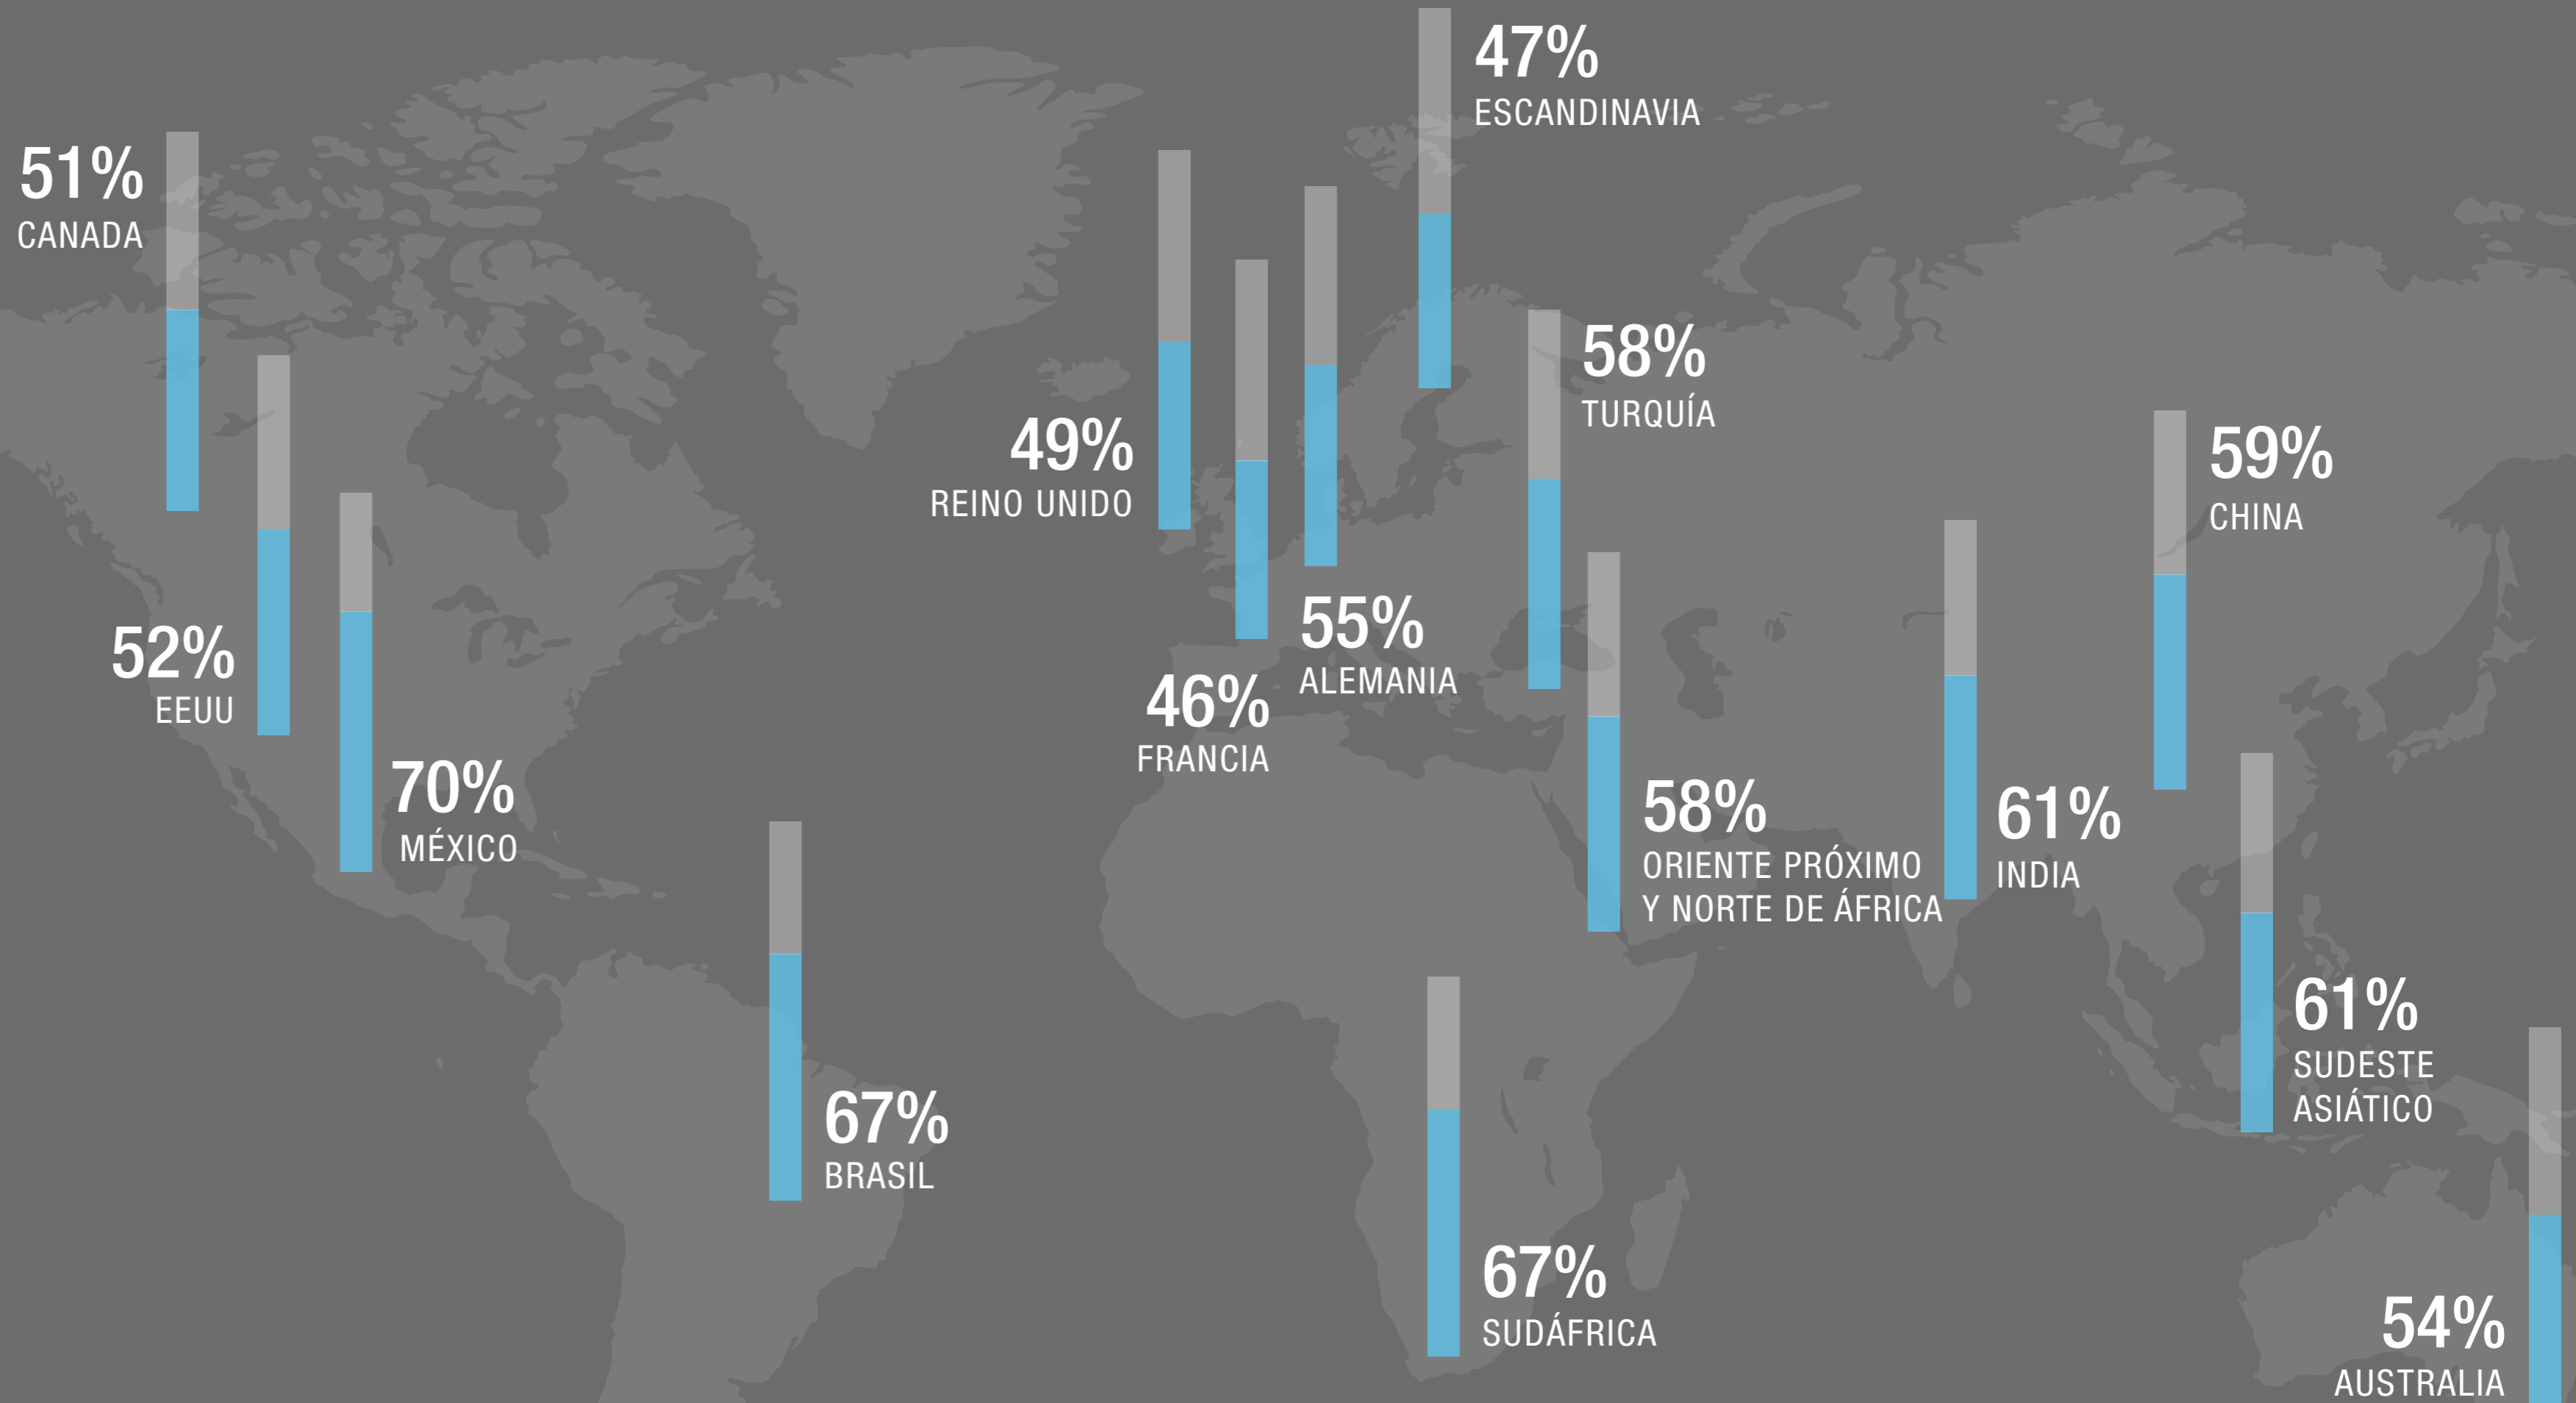 47%
ESCANDINAVIA
51%
CANADA
58%
TURQUÍA
49%
REINO UNIDO
59%
CHINA
55%
ALEMANIA
52%
EEUU
46%
FRANCIA
70%
MÉXICO
58%
ORIENTE PRÓXIMO
Y NORTE DE ÁFRICA
61%
INDIA
61%
SUDESTE
ASIÁTICO
67%
BRASIL
67%
SUDÁFRICA
54%
AUSTRALIA